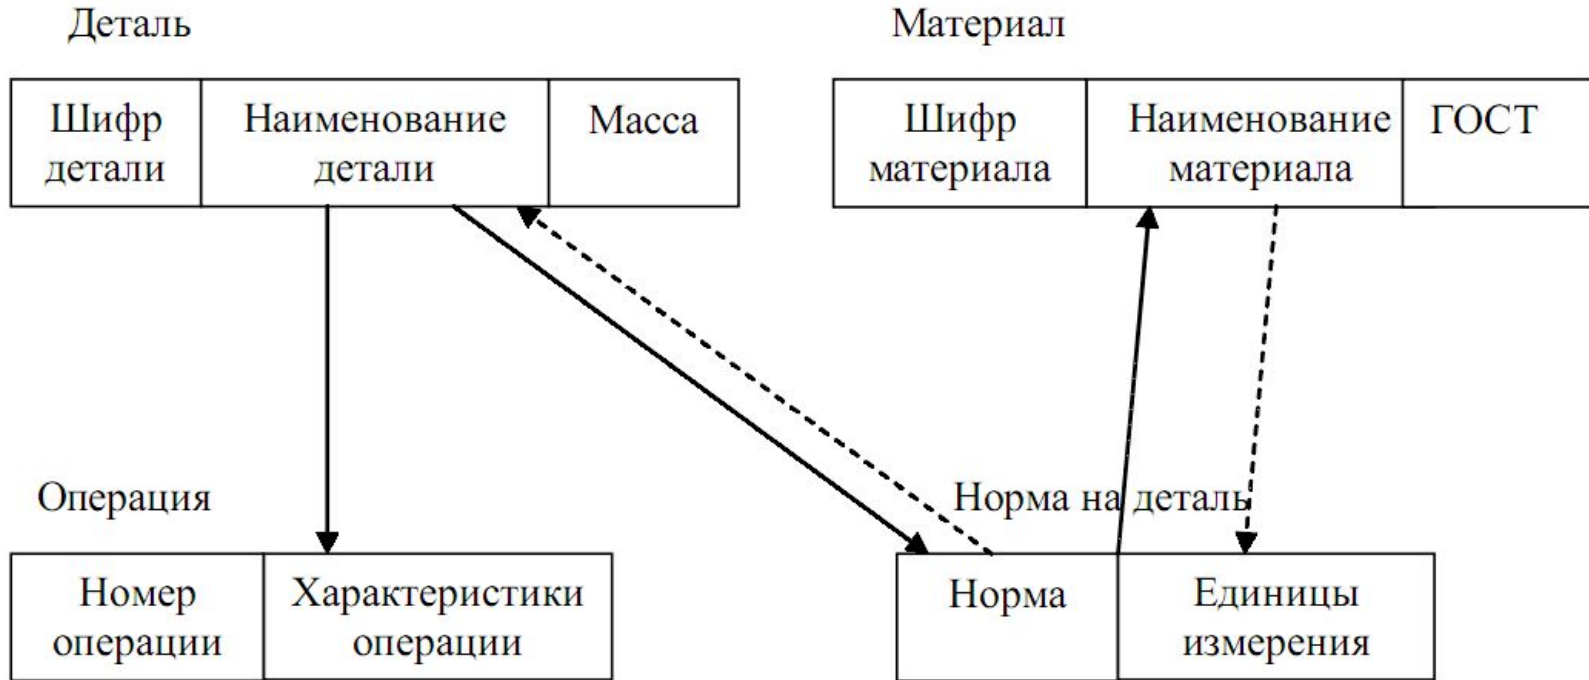 Деталь
Материал
Шифр
детали
Наименование
детали
Масса
Шифр
материала
Наименование
материала
ГОСТ
Операция
Норма на деталь
Номер
операции
Характеристики
операции
Норма
Единицы
измерения